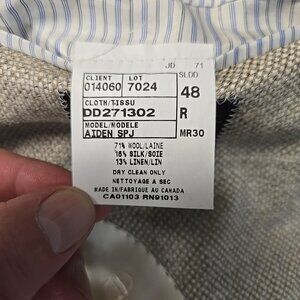 JD 71
CLIENT LOT SLDD
014060 7024 48
CLOTH/TISSU
DD271302 R
MODEL/MODELE
AIDEN SPJ MR30
71% WOOL/LAINE
16% SILK/SOIE
13% LINEN/LIN
DRY CLEAN ONLY
NETTOYAGE A SEC
MADE IN/FABRIQUE AU CANADA
CA01103 RN91013